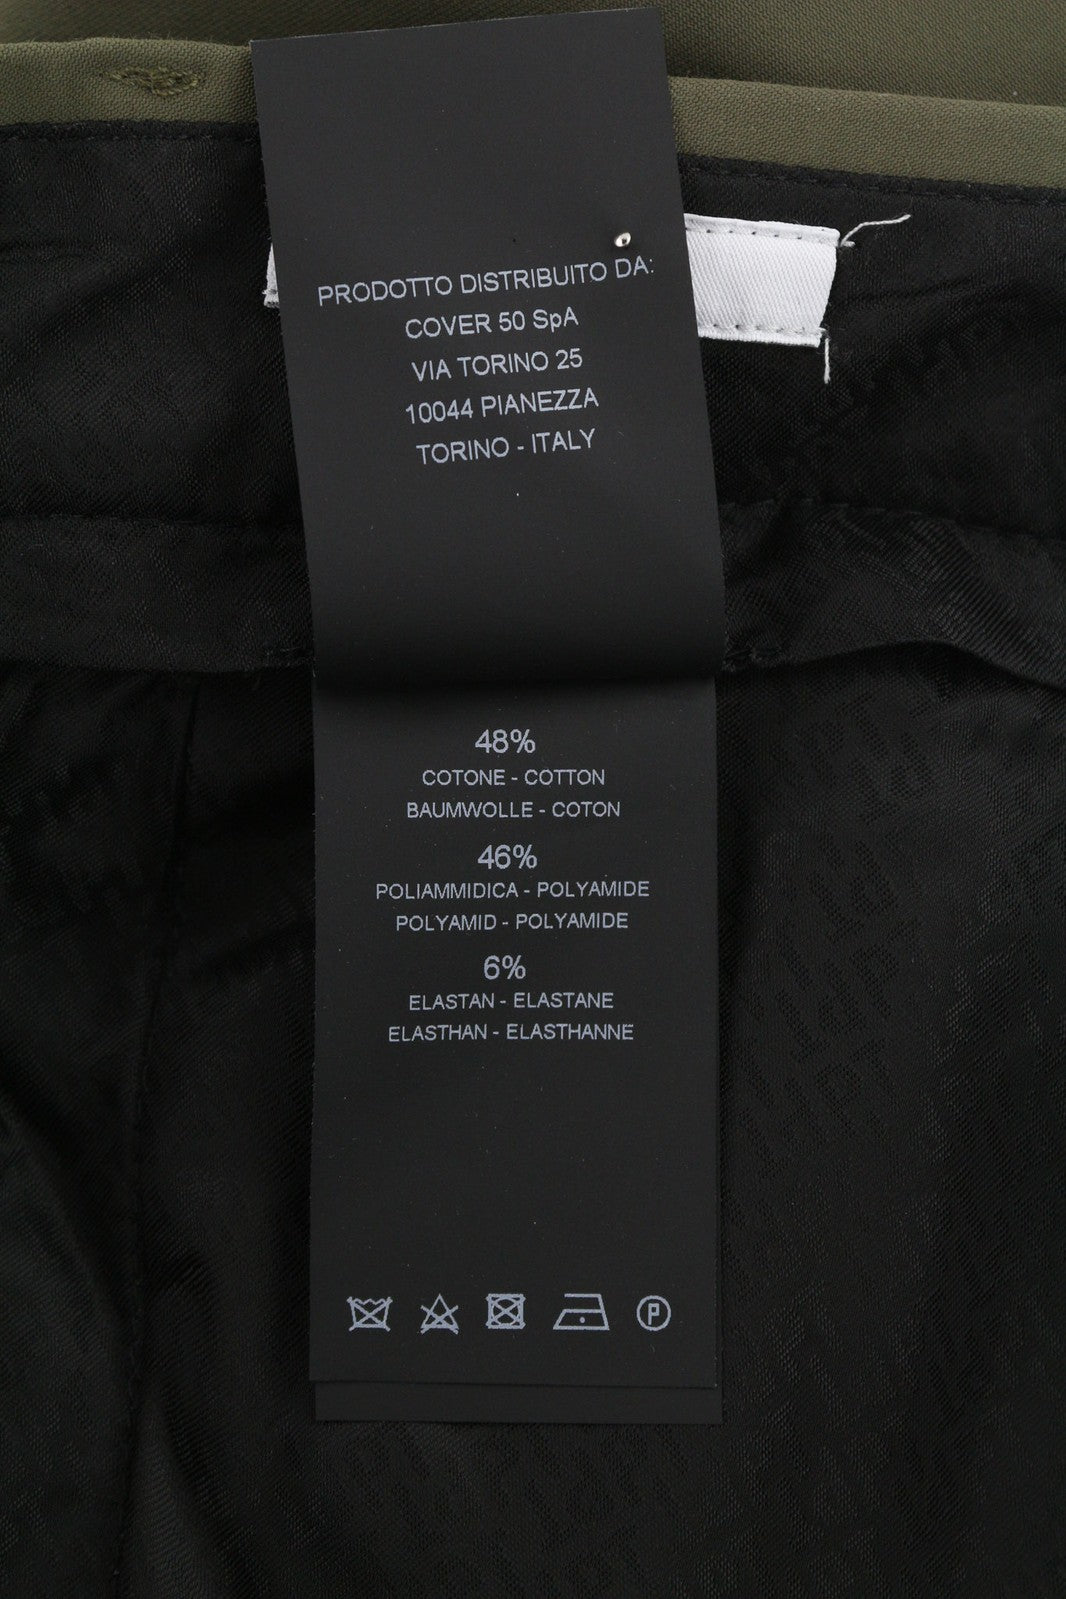 PRODOTTO DISTRIBUITO DA:
COVER 50 SpA
VIA TORINO 25
10044 PIANEZZA
TORINO - ITALY
48%
COTONE - COTTON
BAUMWOLLE - COTON
46%
POLIAMMIDICA - POLYAMIDE
POLYAMID - POLYAMIDE
6%
ELASTAN - ELASTANE
ELASTHAN - ELASTHANNE
P